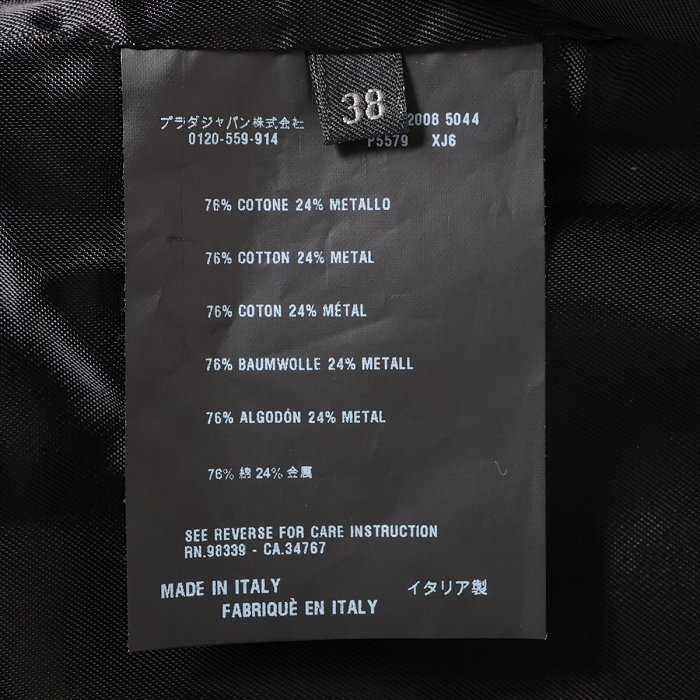 38
プラダジャパン株式会社
2008 5044
0120-559-914
P5579 XJ6
76% COTONE 24% METALLO
76% COTTON 24% METAL
76% COTON 24% MÉTAL
76% BAUMWOLLE 24% METALL
76% ALGODÓN 24% METAL
76% 綿 24% 金属
SEE REVERSE FOR CARE INSTRUCTION
RN.98339 - CA.34767
MADE IN ITALY イタリア製
FABRIQUÈ EN ITALY